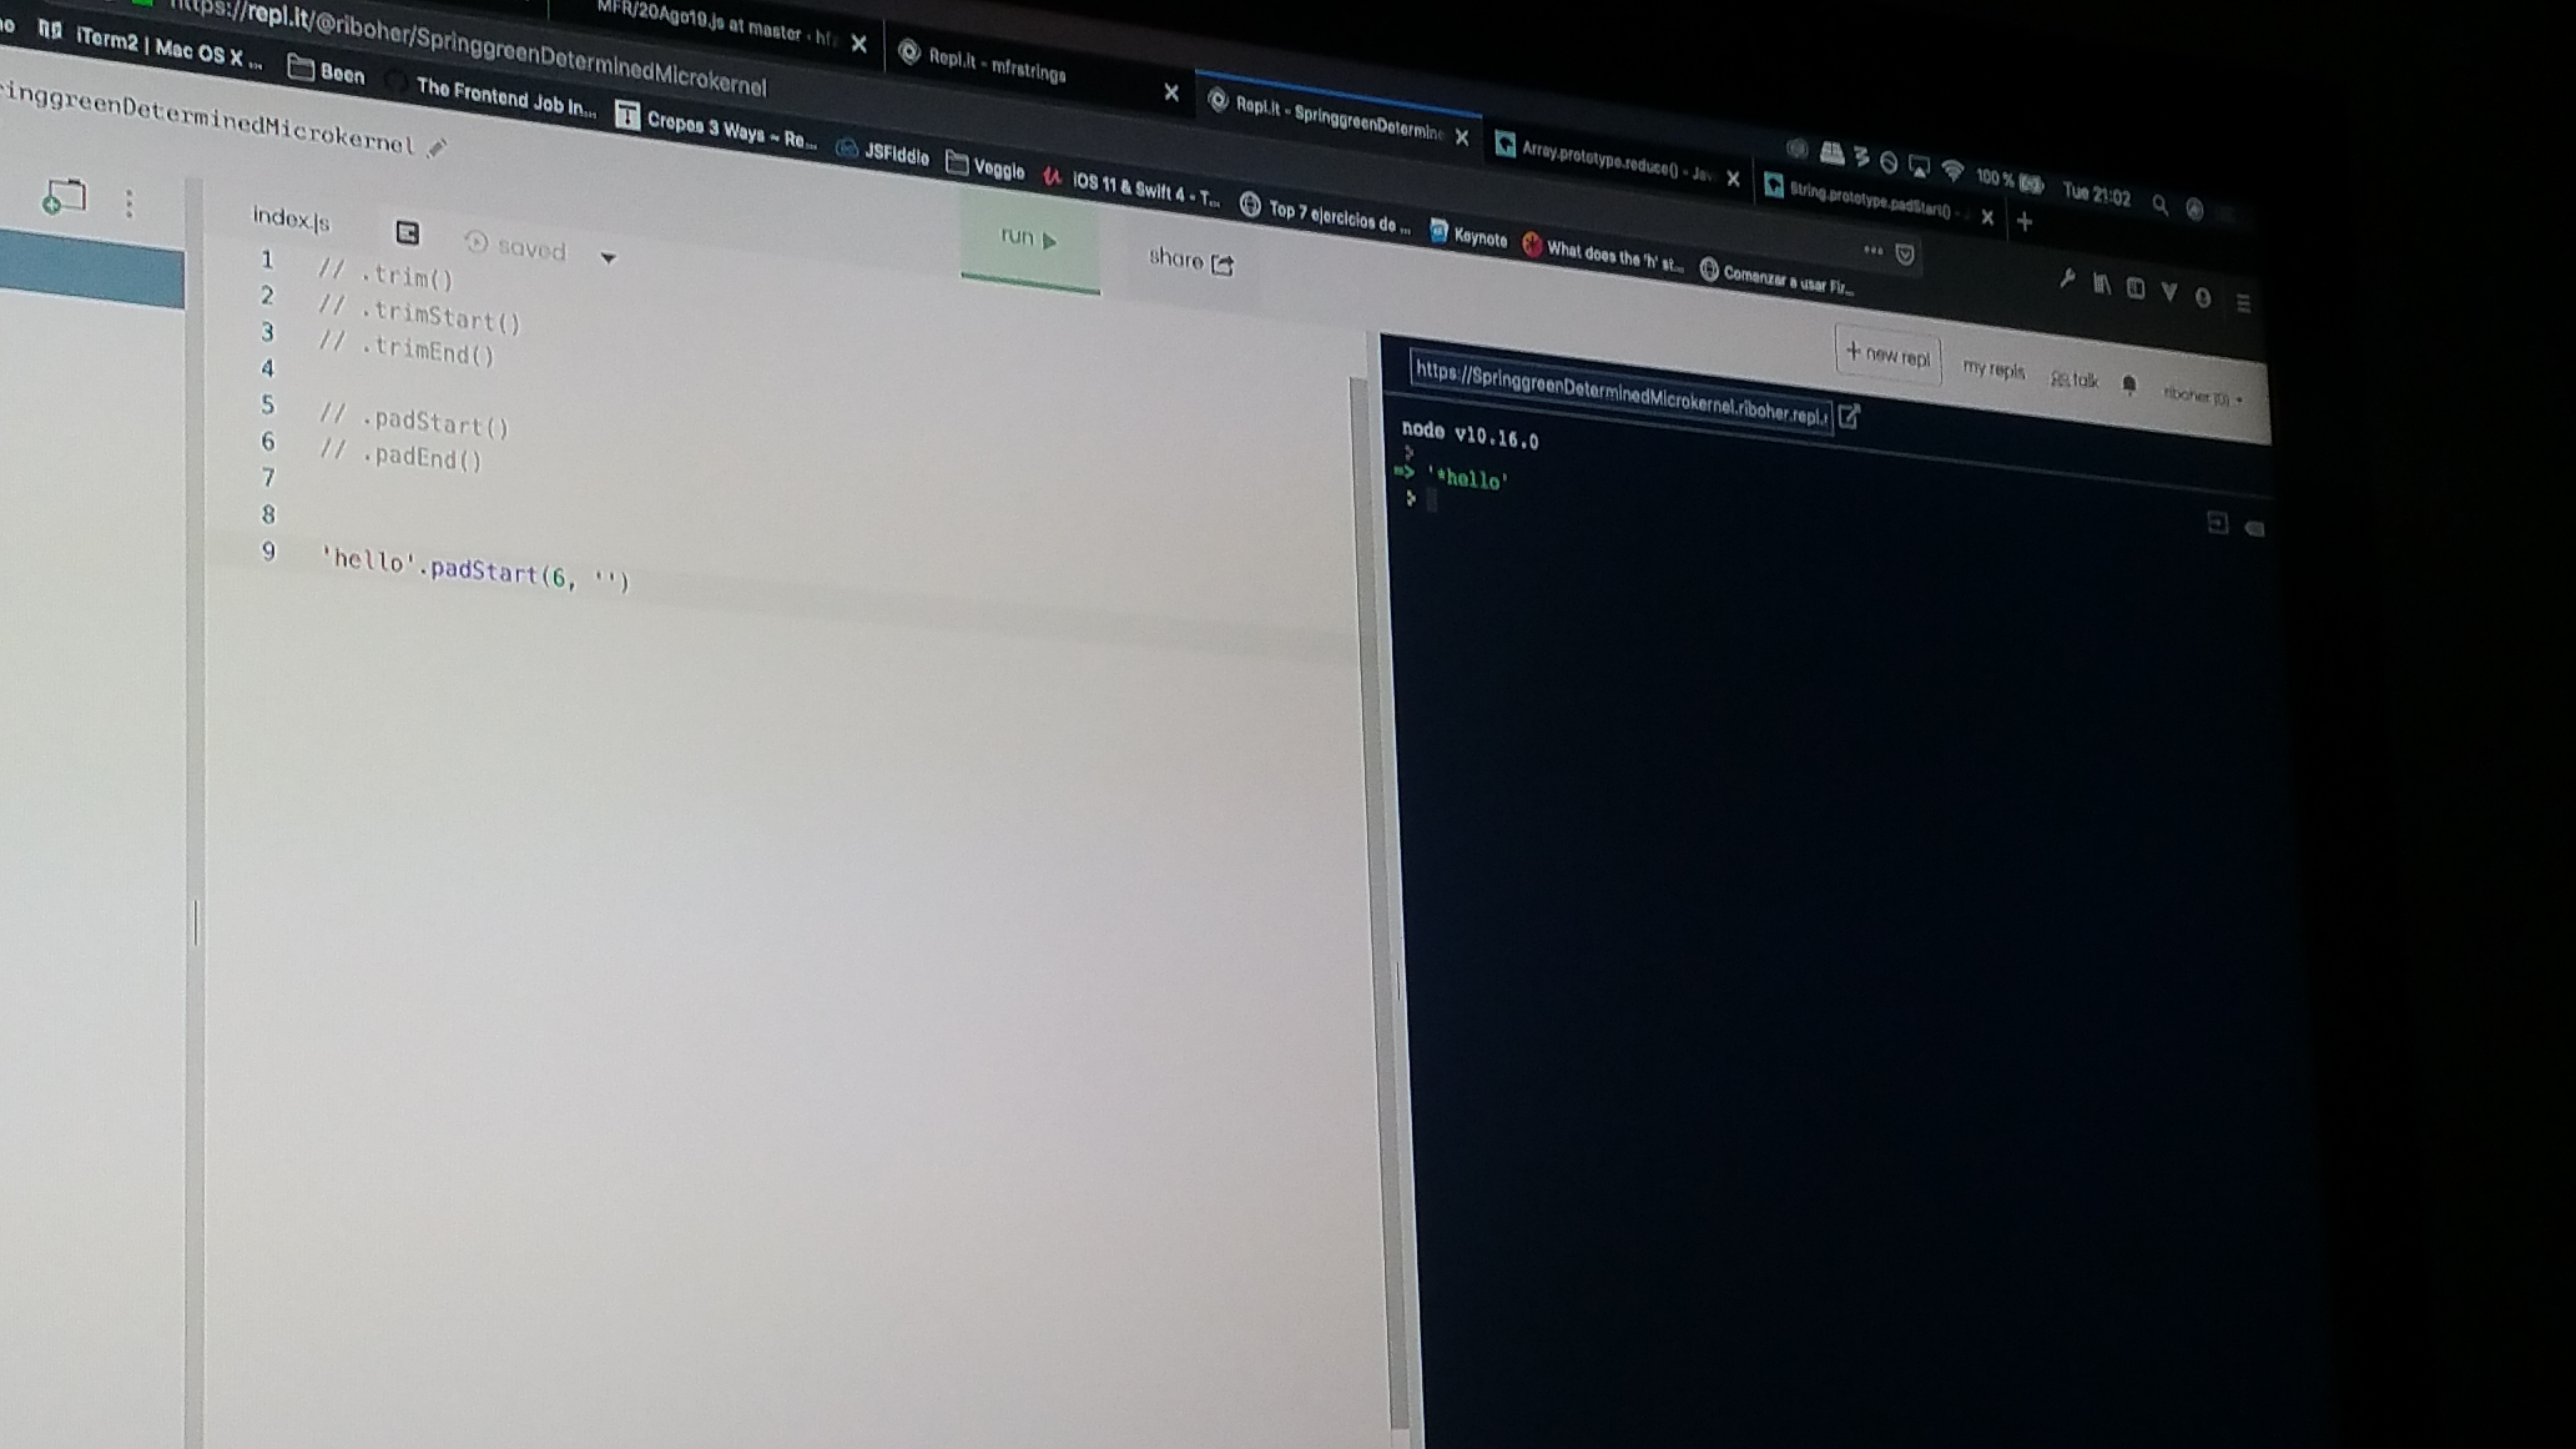 MFR/20Ago19.js at master · hf
Repl.it - mfrstrings
Repl.it - SpringgreenDetermine
Array.prototype.reduce() - Jav
String.prototype.padStart() -
100 %
Tue 21:02
https://repl.it/@riboher/SpringgreenDeterminedMicrokernel
iTerm2 | Mac OS X ...
Been
The Frontend Job In...
Crepes 3 Ways ~ Re...
JSFiddle
Veggie
iOS 11 & Swift 4 - T...
Top 7 ejercicios de ...
Keynote
What does the 'h' st...
Comenzar a usar Fir...
ringgreenDeterminedMicrokernel
run
share
+ new repl
my repls
talk
riboher (0)
index.js
saved
1 // .trim()
2 // .trimStart()
3 // .trimEnd()
4
5 // .padStart()
6 // .padEnd()
7
8
9 'hello'.padStart(6, '')
https://SpringgreenDeterminedMicrokernel.riboher.repl.r
node v10.16.0
>
=> '*hello'
>